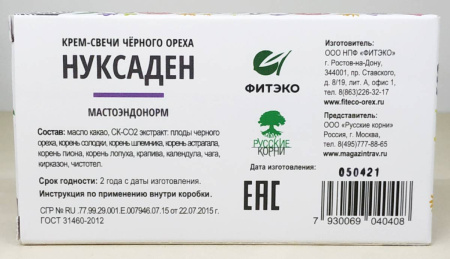 КРЕМ-СВЕЧИ ЧЁРНОГО ОРЕХА
НУКСАДЕН
МАСТОЭНДОНОРМ
Состав: масло какао, СК-СО2 экстракт: плоды черного
ореха, корень солодки, корень шлемника, корень астрагала,
корень пиона, корень лопуха, крапива, календула, чага,
кирказон, чистотел.
Срок годности: 2 года с даты изготовления.
Инструкция по применению внутри коробки.
СГР № RU .77.99.29.001.Е.007946.07.15 от 22.07.2015 г.
ГОСТ 31460-2012
ФИТЭКО
РУССКИЕ
КОРНИ
Дата изготовления:
ЕАС
Изготовитель:
ООО НПФ «ФИТЭКО»
г. Ростов-на-Дону,
344001, пр. Ставского,
д. 8/19, лит. А, офис 1,
тел. 8(863)226-32-17
www.fiteco-orex.ru
Представитель:
ООО «Русские корни»
Россия, г. Москва,
тел. 8(495)777-88-65
www.magazintrav.ru
050421
7 930069 040408